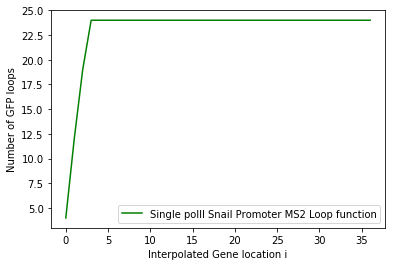 25.0
22.5
20.0
17.5
15.0
12.5
10.0
7.5
5.0
Number of GFP loops
Single polII Snail Promoter MS2 Loop function
0 5 10 15 20 25 30 35
Interpolated Gene location i